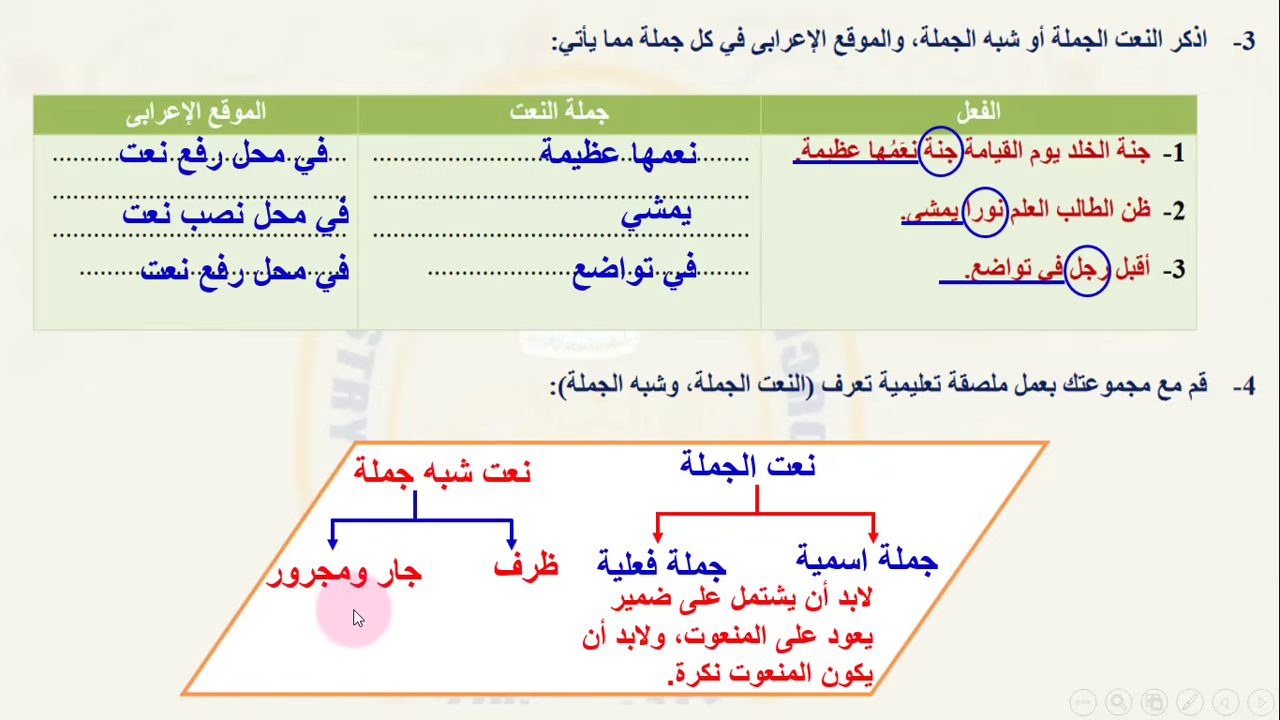 3- اذكر النعت الجملة أو شبه الجملة، والموقع الإعرابى في كل جملة مما يأتي:
الفعل جملة النعت الموقع الإعرابى
1- جنة الخلد يوم القيامة جنة نعَمُها عظيمة. نعمها عظيمة في محل رفع نعت
2- ظن الطالب العلم نورا يمشى. يمشي في محل نصب نعت
3- أقبل رجل في تواضع. في تواضع في محل رفع نعت
4- قم مع مجموعتك بعمل ملصقة تعليمية تعرف (النعت الجملة، وشبه الجملة):
نعت الجملة نعت شبه جملة
جملة اسمية جملة فعلية ظرف جار ومجرور
لابد أن يشتمل على ضمير
يعود على المنعوت، ولابد أن
يكون المنعوت نكرة.